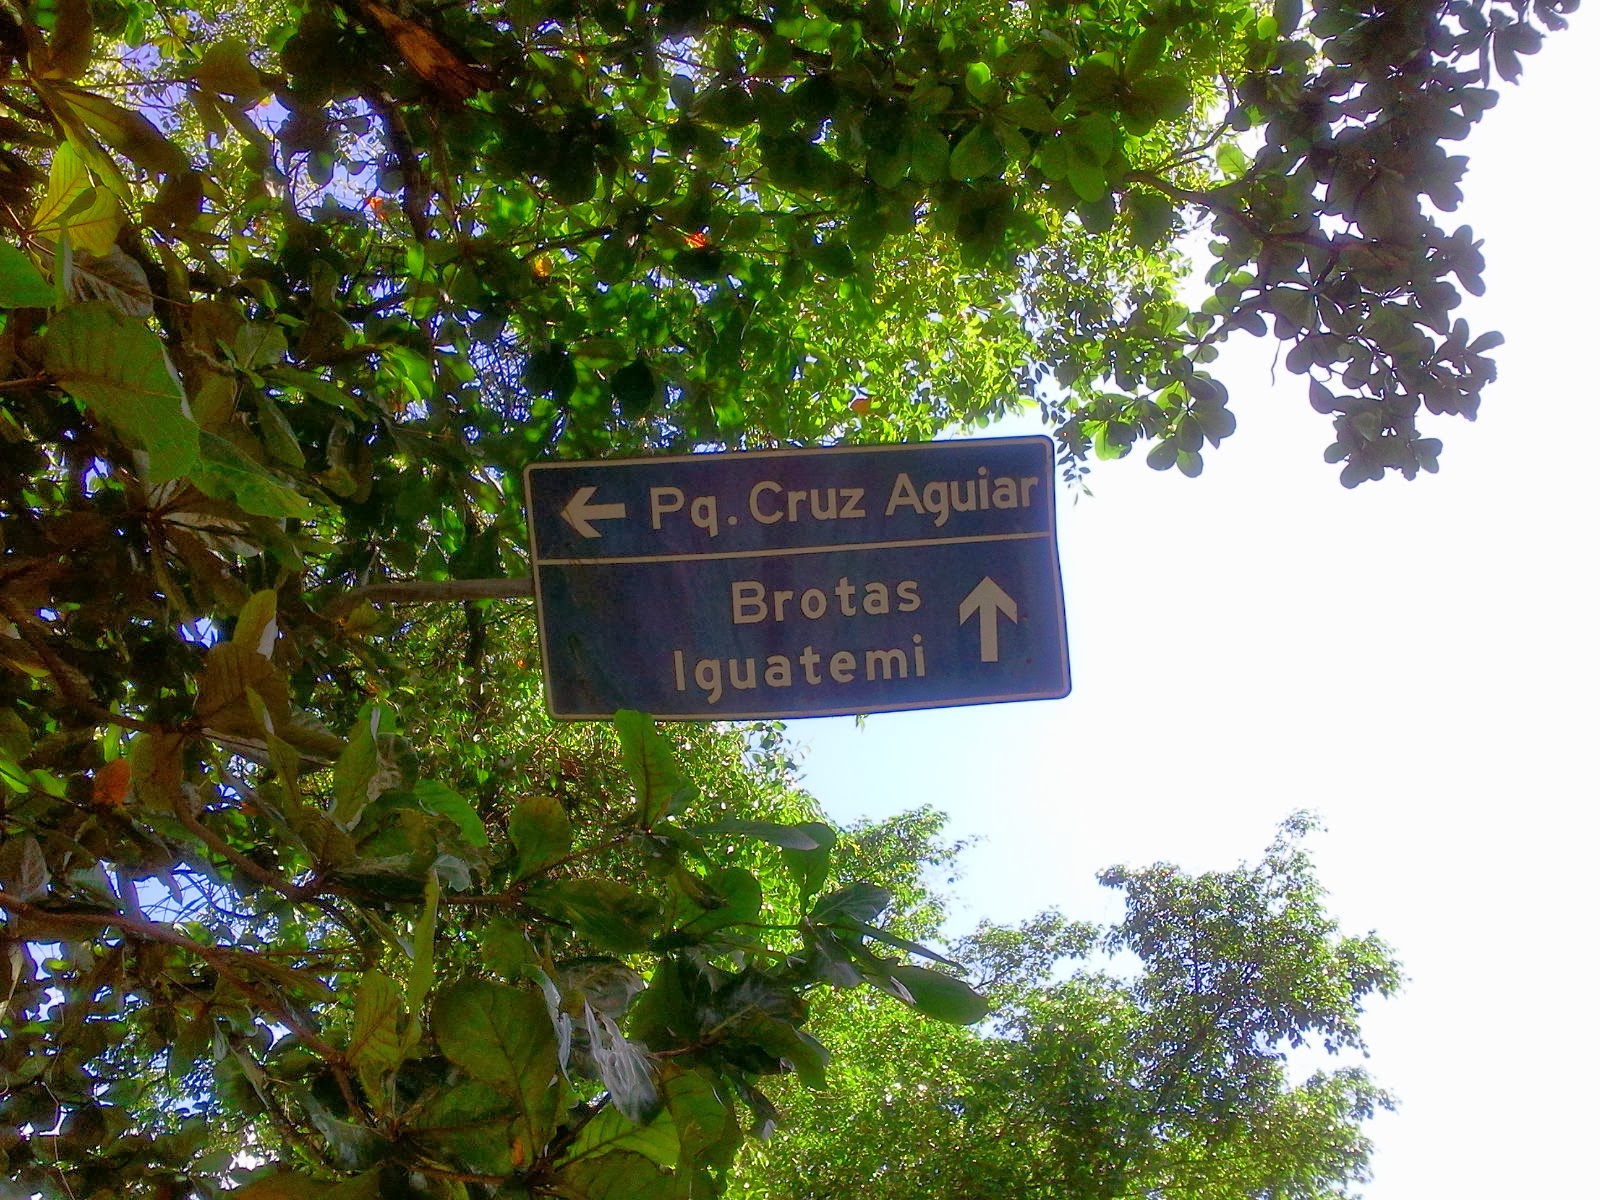 Pq. Cruz Aguiar
Brotas
Iguatemi